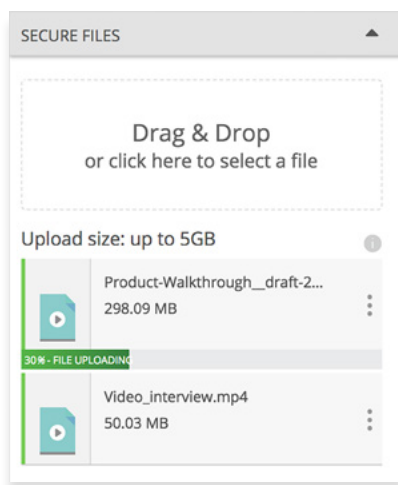 SECURE FILES
Drag & Drop
or click here to select a file
Upload size: up to 5GB
i
Product-Walkthrough__draft-2...
298.09 MB
30% - FILE UPLOADING
Video_interview.mp4
50.03 MB